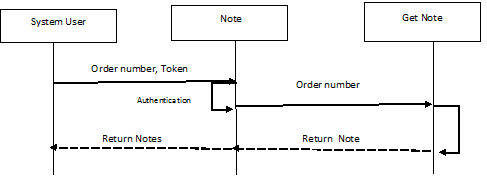 System User
Note
Get Note
Order number, Token
Order number
Authentication
Return Notes
Return Note